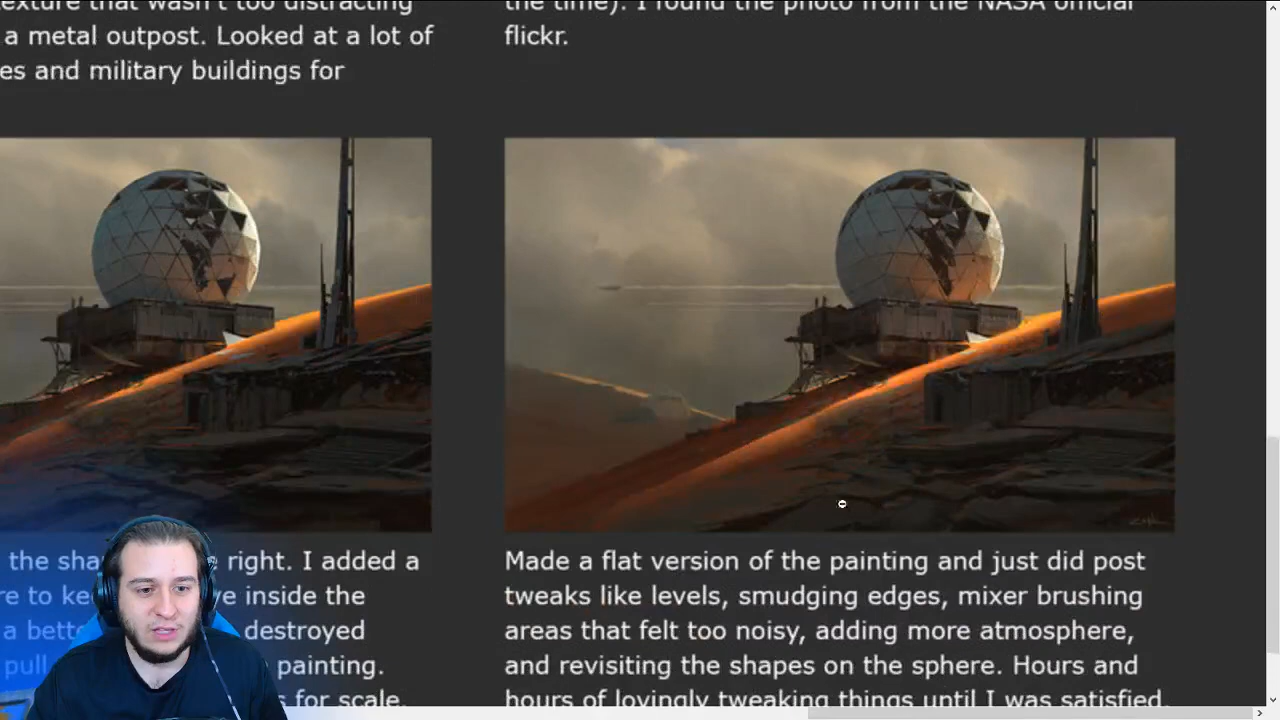 exture that wasn't too distracting
a metal outpost. Looked at a lot of
es and military buildings for
the time). I found the photo from the NASA official
flickr.
the sha
e right. I added a
re to ke
ve inside the
a bett
destroyed
pull
painting.
s for scale.
Made a flat version of the painting and just did post
tweaks like levels, smudging edges, mixer brushing
areas that felt too noisy, adding more atmosphere,
and revisiting the shapes on the sphere. Hours and
hours of lovingly tweaking things until I was satisfied.